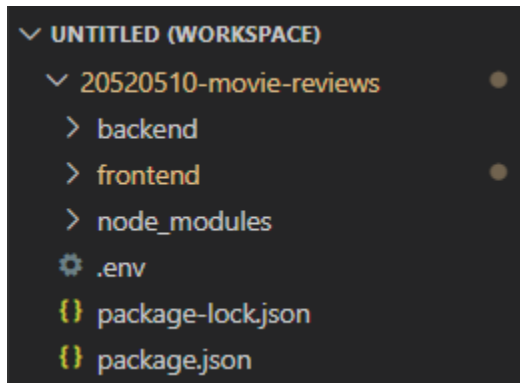 UNTITLED (WORKSPACE)
20520510-movie-reviews
backend
frontend
node_modules
.env
package-lock.json
package.json